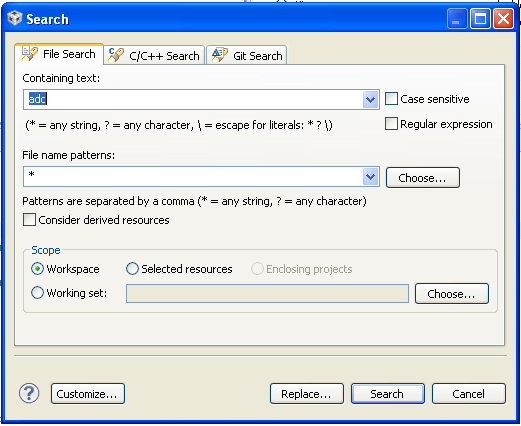 Search
File Search
C/C++ Search
Git Search
Containing text:
adc
Case sensitive
(* = any string, ? = any character, \ = escape for literals: * ? \)
Regular expression
File name patterns:
*
Choose...
Patterns are separated by a comma (* = any string, ? = any character)
Consider derived resources
Scope
Workspace
Selected resources
Enclosing projects
Working set:
Choose...
Customize...
Replace...
Search
Cancel